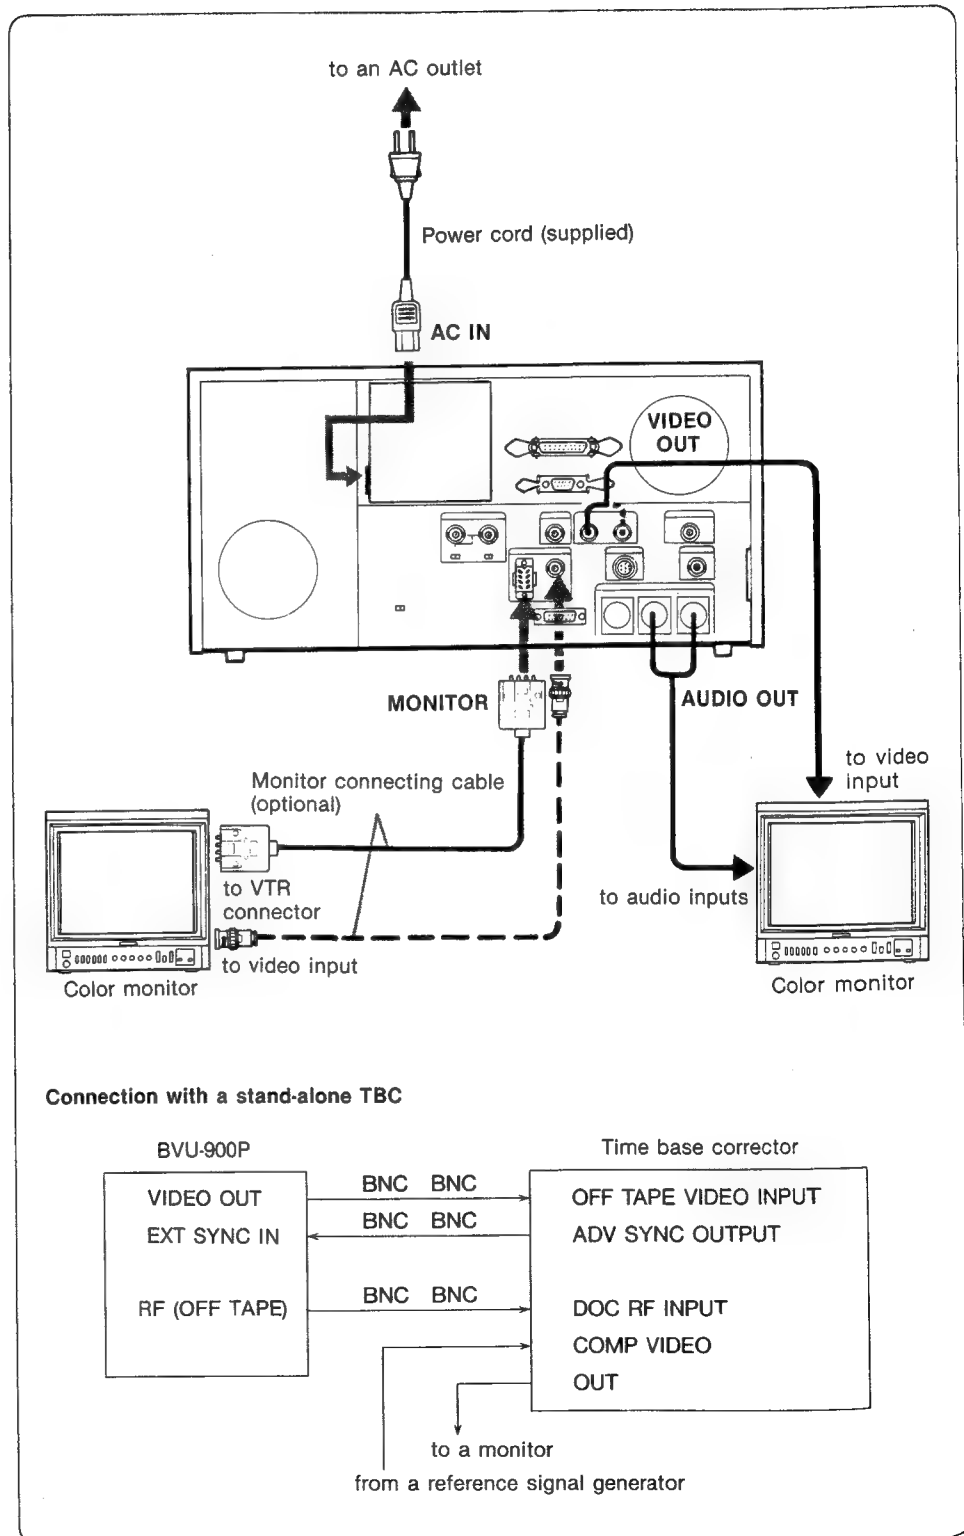 to an AC outlet
Power cord (supplied)
AC IN
VIDEO
OUT
MONITOR
AUDIO OUT
to video
input
Monitor connecting cable
(optional)
to VTR
connector
to audio inputs
to video input
Color monitor
Color monitor
Connection with a stand-alone TBC
BVU-900P
Time base corrector
VIDEO OUT
BNC BNC
OFF TAPE VIDEO INPUT
EXT SYNC IN
BNC BNC
ADV SYNC OUTPUT
RF (OFF TAPE)
BNC BNC
DOC RF INPUT
COMP VIDEO
OUT
to a monitor
from a reference signal generator